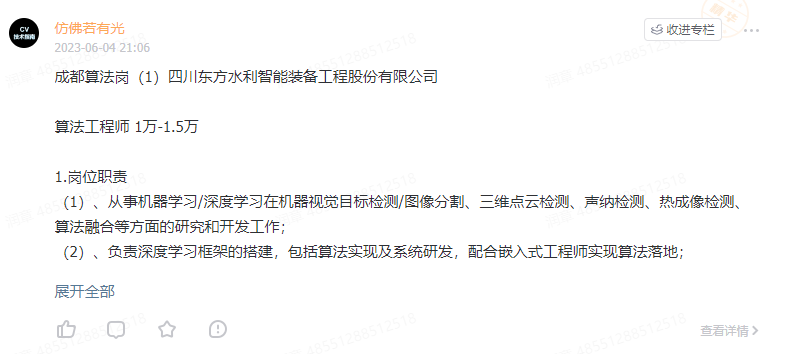 CV
技术指南
仿佛若有光
2023-06-04 21:06
精华
收进专栏
成都算法岗（1）四川东方水利智能装备工程股份有限公司
算法工程师 1万-1.5万
1.岗位职责
（1）、从事机器学习/深度学习在机器视觉目标检测/图像分割、三维点云检测、声纳检测、热成像检测、
算法融合等方面的研究和开发工作；
（2）、负责深度学习框架的搭建，包括算法实现及系统研发，配合嵌入式工程师实现算法落地；
展开全部
查看详情